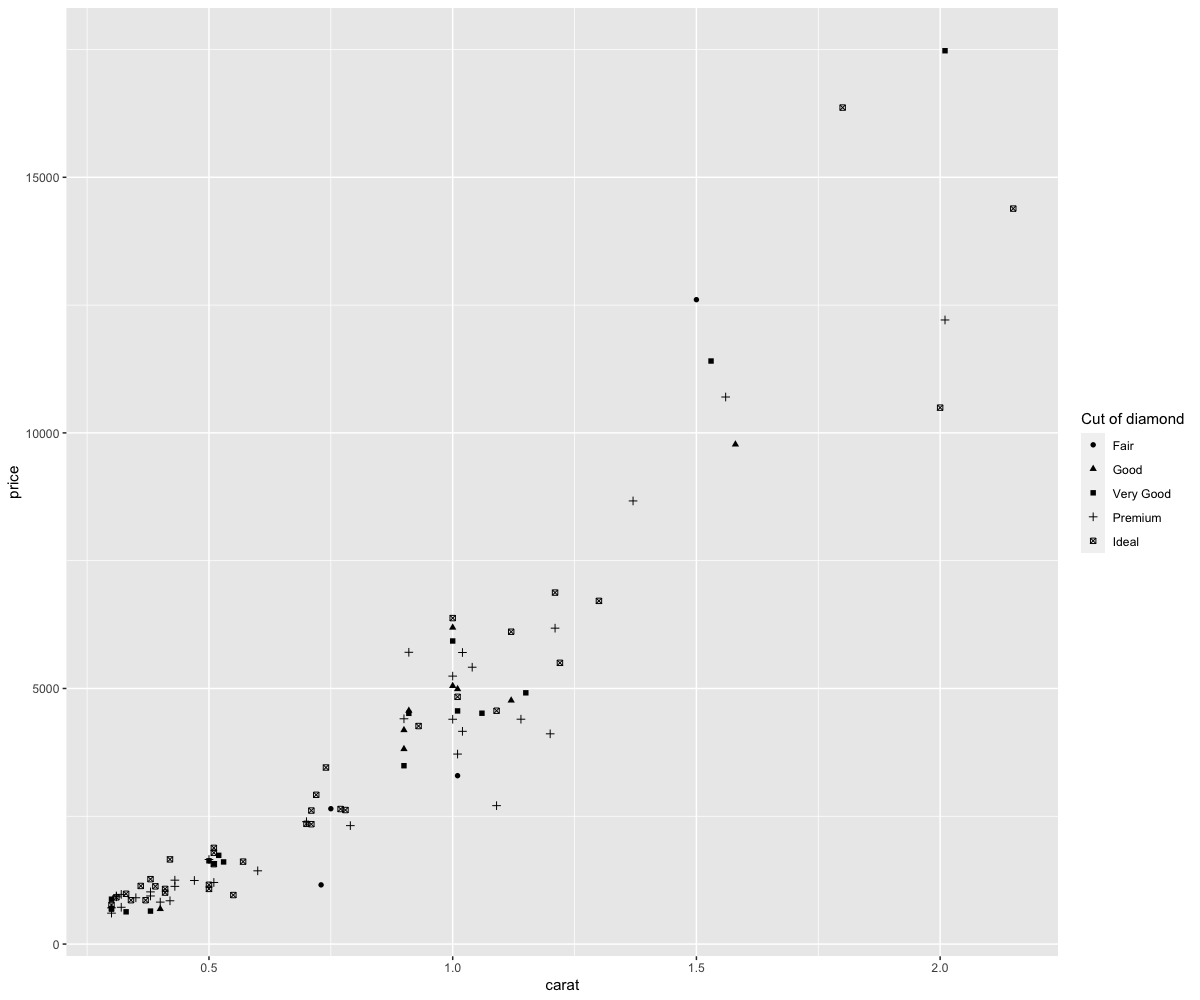 15000
10000
5000
0
price
0.5
1.0
1.5
2.0
carat
Cut of diamond
Fair
Good
Very Good
Premium
Ideal